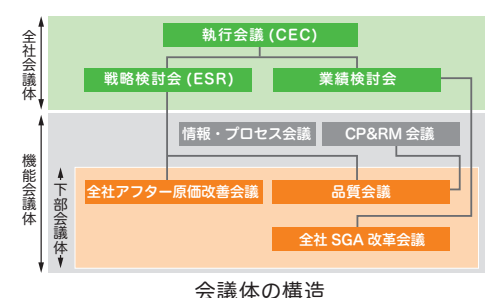 全社会議体
執行会議 (CEC)
戦略検討会 (ESR)
業績検討会
機能会議体
情報・プロセス会議
CP&RM 会議
下部会議体
全社アフター原価改善会議
品質会議
全社 SGA 改革会議
会議体の構造